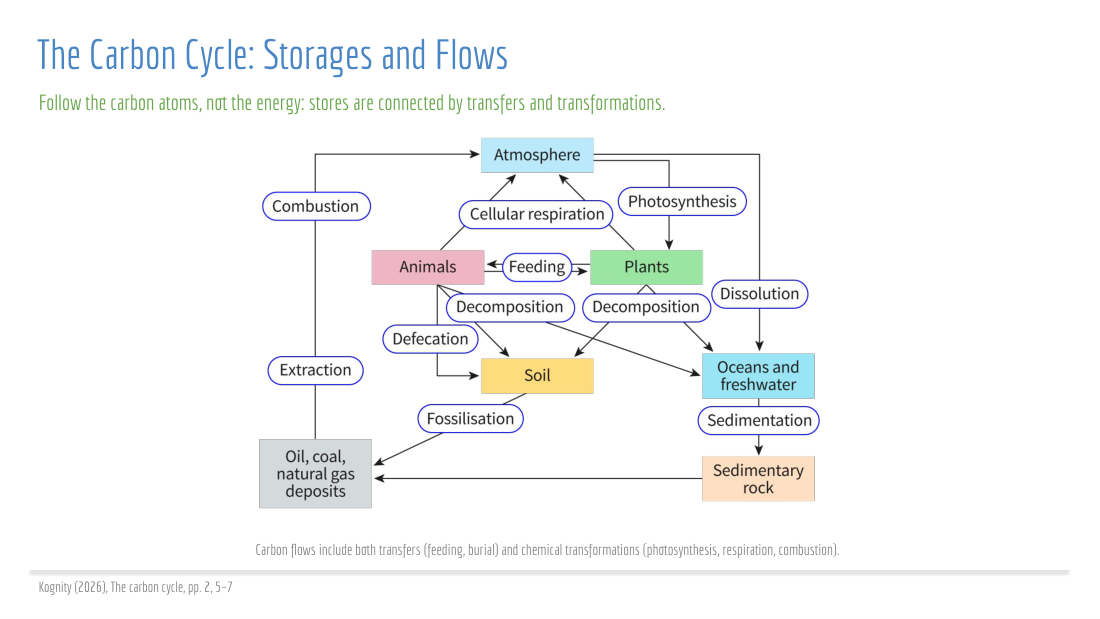 The Carbon Cycle: Storages and Flows
Follow the carbon atoms, not the energy: stores are connected by transfers and transformations.
Atmosphere
Combustion
Photosynthesis
Cellular respiration
Animals
Feeding
Plants
Decomposition
Decomposition
Dissolution
Defecation
Extraction
Soil
Oceans and
freshwater
Fossilisation
Sedimentation
Oil, coal,
natural gas
deposits
Sedimentary
rock
Carbon flows include both transfers (feeding, burial) and chemical transformations (photosynthesis, respiration, combustion).
Kognity (2026), The carbon cycle, pp. 2, 5–7